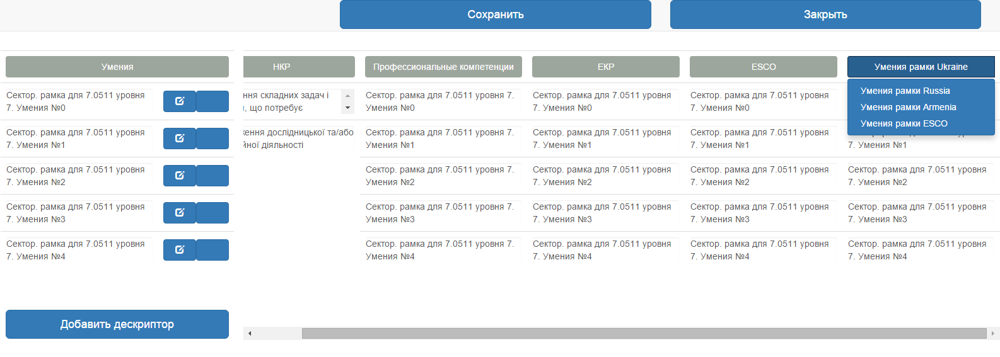 Сохранить
Закрыть
Умения
НКР
Профессиональные компетенции
ЕКР
ESCO
Умения рамки Ukraine
Умения рамки Russia
Умения рамки Armenia
Умения рамки ESCO
Сектор. рамка для 7.0511 уровня
7. Умения №0
ння складних задач і
що потребує
Сектор. рамка для 7.0511 уровня 7.
Умения №0
Сектор. рамка для 7.0511 уровня
7. Умения №0
Сектор. рамка для 7.0511 уровня
7. Умения №0
Сектор. рамка для 7.0511 уровня
7. Умения №1
ження дослідницької та/або
йної діяльності
Сектор. рамка для 7.0511 уровня 7.
Умения №1
Сектор. рамка для 7.0511 уровня
7. Умения №1
Сектор. рамка для 7.0511 уровня
7. Умения №1
7. Умения №1
Сектор. рамка для 7.0511 уровня
7. Умения №2
Сектор. рамка для 7.0511 уровня 7.
Умения №2
Сектор. рамка для 7.0511 уровня
7. Умения №2
Сектор. рамка для 7.0511 уровня
7. Умения №2
Сектор. рамка для 7.0511 уровня
7. Умения №2
Сектор. рамка для 7.0511 уровня
7. Умения №3
Сектор. рамка для 7.0511 уровня 7.
Умения №3
Сектор. рамка для 7.0511 уровня
7. Умения №3
Сектор. рамка для 7.0511 уровня
7. Умения №3
Сектор. рамка для 7.0511 уровня
7. Умения №3
Сектор. рамка для 7.0511 уровня
7. Умения №4
Сектор. рамка для 7.0511 уровня 7.
Умения №4
Сектор. рамка для 7.0511 уровня
7. Умения №4
Сектор. рамка для 7.0511 уровня
7. Умения №4
Сектор. рамка для 7.0511 уровня
7. Умения №4
Добавить дескриптор